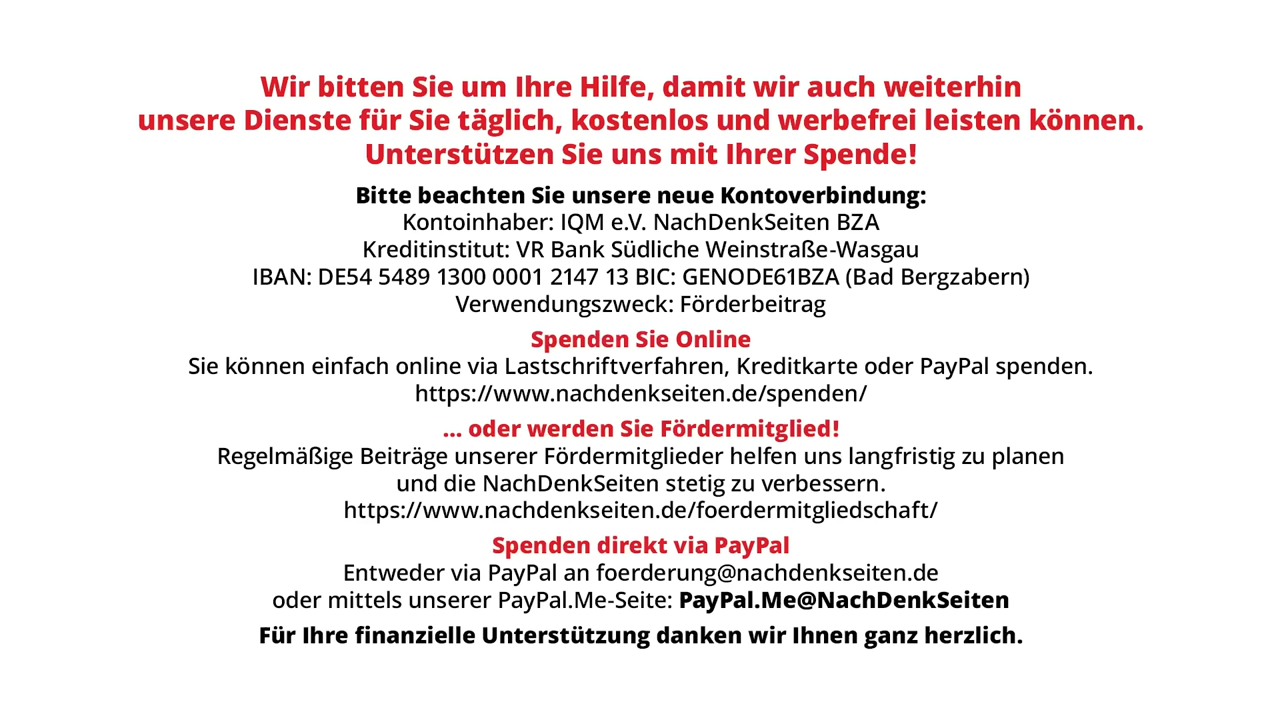 Wir bitten Sie um Ihre Hilfe, damit wir auch weiterhin
unsere Dienste für Sie täglich, kostenlos und werbefrei leisten können.
Unterstützen Sie uns mit Ihrer Spende!
Bitte beachten Sie unsere neue Kontoverbindung:
Kontoinhaber: IQM e.V. NachDenkSeiten BZA
Kreditinstitut: VR Bank Südliche Weinstraße-Wasgau
IBAN: DE54 5489 1300 0001 2147 13 BIC: GENODE61BZA (Bad Bergzabern)
Verwendungszweck: Förderbeitrag
Spenden Sie Online
Sie können einfach online via Lastschriftverfahren, Kreditkarte oder PayPal spenden.
https://www.nachdenkseiten.de/spenden/
... oder werden Sie Fördermitglied!
Regelmäßige Beiträge unserer Fördermitglieder helfen uns langfristig zu planen
und die NachDenkSeiten stetig zu verbessern.
https://www.nachdenkseiten.de/foerdermitgliedschaft/
Spenden direkt via PayPal
Entweder via PayPal an foerderung@nachdenkseiten.de
oder mittels unserer PayPal.Me-Seite: PayPal.Me@NachDenkSeiten
Für Ihre finanzielle Unterstützung danken wir Ihnen ganz herzlich.